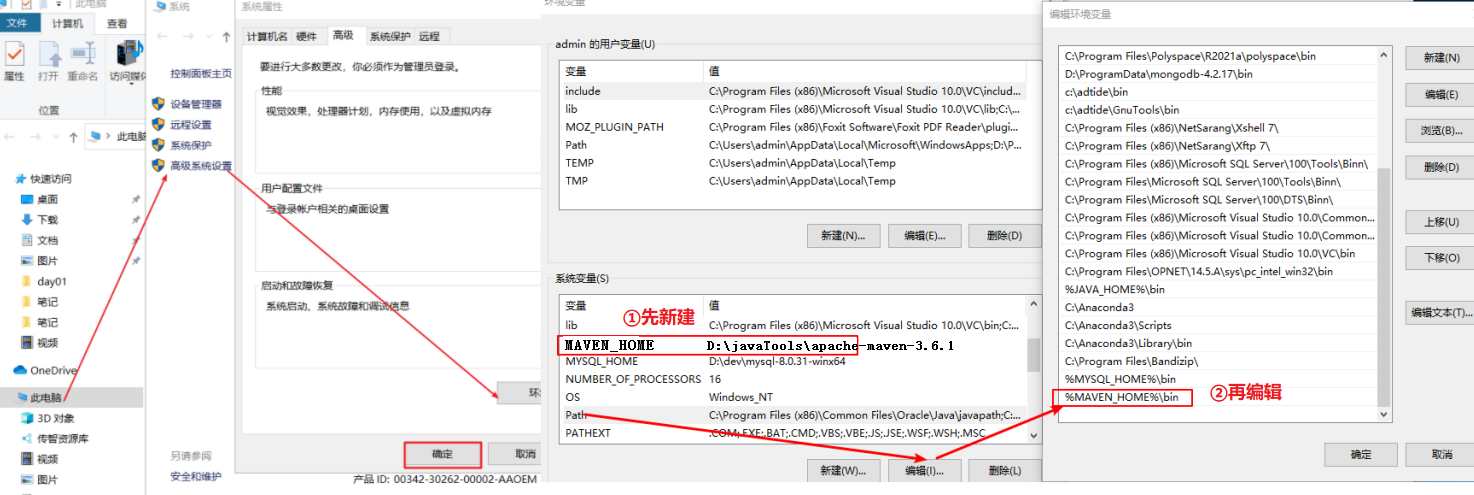 此电脑
文件
计算机
查看
属性
打开
重命名
访问媒体
位置
此电脑
快速访问
桌面
下载
文档
图片
day01
笔记
笔记
视频
OneDrive
此电脑
3D 对象
传智资源库
视频
图片
系统
控制面板主页
设备管理器
远程设置
系统保护
高级系统设置
另请参阅
安全和维护
系统属性
计算机名 硬件 高级 系统保护 远程
要进行大多数更改，你必须作为管理员登录。
性能
视觉效果，处理器计划，内存使用，以及虚拟内存
用户配置文件
与登录帐户相关的桌面设置
启动和故障恢复
系统启动、系统故障和调试信息
环
确定
取消
产品 ID: 00342-30262-00002-AAOEM
环境变量
admin 的用户变量(U)
变量 值
include C:\Program Files (x86)\Microsoft Visual Studio 10.0\VC\includ...
lib C:\Program Files (x86)\Microsoft Visual Studio 10.0\VC\lib;C:...
MOZ_PLUGIN_PATH C:\Program Files (x86)\Foxit Software\Foxit PDF Reader\plugi...
Path C:\Users\admin\AppData\Local\Microsoft\WindowsApps;D:\P...
TEMP C:\Users\admin\AppData\Local\Temp
TMP C:\Users\admin\AppData\Local\Temp
新建(N)... 编辑(E)... 删除(D)
系统变量(S)
变量 值
①先新建
lib C:\Program Files (x86)\Microsoft Visual Studio 10.0\VC\bin;C:...
MAVEN_HOME D:\javaTools\apache-maven-3.6.1
MYSQL_HOME D:\dev\mysql-8.0.31-winx64
NUMBER_OF_PROCESSORS 16
OS Windows_NT
Path C:\Program Files (x86)\Common Files\Oracle\Java\javapath;C:...
PATHEXT .COM;.EXE;.BAT;.CMD;.VBS;.VBE;.JS;.JSE;.WSF;.WSH;.MSC
新建(W)... 编辑(I)... 删除(L)
编辑环境变量
C:\Program Files\Polyspace\R2021a\polyspace\bin
D:\ProgramData\mongodb-4.2.17\bin
c:\adtide\bin
c:\adtide\GnuTools\bin
C:\Program Files (x86)\NetSarang\Xshell 7\
C:\Program Files (x86)\NetSarang\Xftp 7\
C:\Program Files (x86)\Microsoft SQL Server\100\Tools\Binn\
C:\Program Files\Microsoft SQL Server\100\Tools\Binn\
C:\Program Files\Microsoft SQL Server\100\DTS\Binn\
C:\Program Files (x86)\Microsoft Visual Studio 10.0\Common...
C:\Program Files (x86)\Microsoft Visual Studio 10.0\Common...
C:\Program Files (x86)\Microsoft Visual Studio 10.0\VC\bin
C:\Program Files\OPNET\14.5.A\sys\pc_intel_win32\bin
%JAVA_HOME%\bin
C:\Anaconda3
C:\Anaconda3\Scripts
C:\Anaconda3\Library\bin
C:\Program Files\Bandizip\
%MYSQL_HOME%\bin
%MAVEN_HOME%\bin
②再编辑
新建(N)
编辑(E)
浏览(B)...
删除(D)
上移(U)
下移(O)
编辑文本(T)...
确定
取消